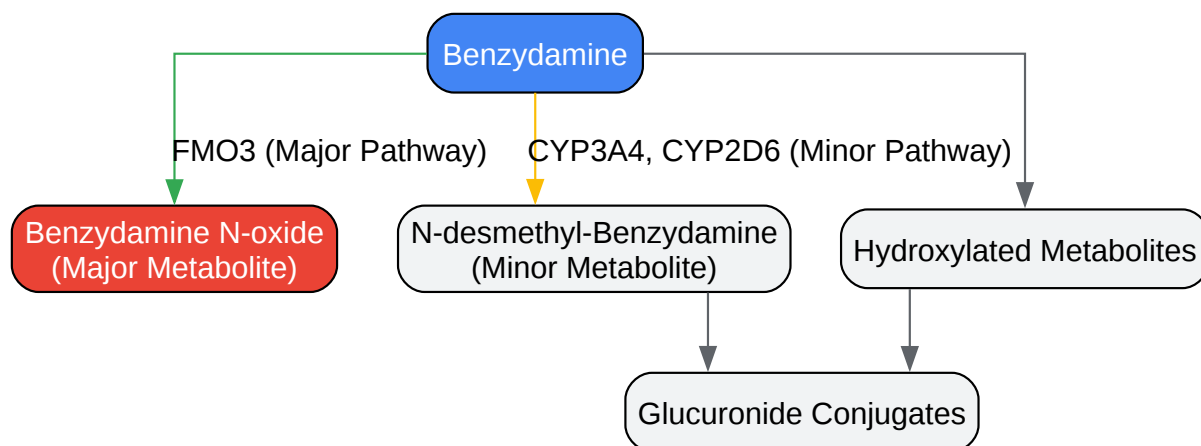 Benzydamine
FMO3 (Major Pathway)
CYP3A4, CYP2D6 (Minor Pathway)
Benzydamine N-oxide
(Major Metabolite)
N-desmethyl-Benzydamine
(Minor Metabolite)
Hydroxylated Metabolites
Glucuronide Conjugates